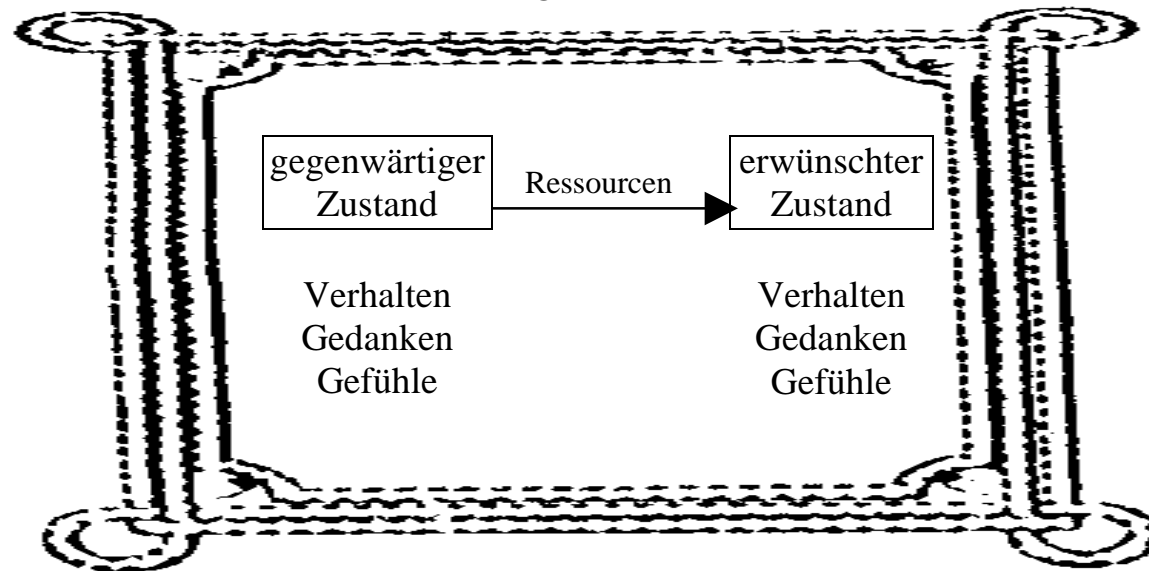 gegenwärtiger
Zustand
Ressourcen
erwünschter
Zustand
Verhalten
Gedanken
Gefühle
Verhalten
Gedanken
Gefühle